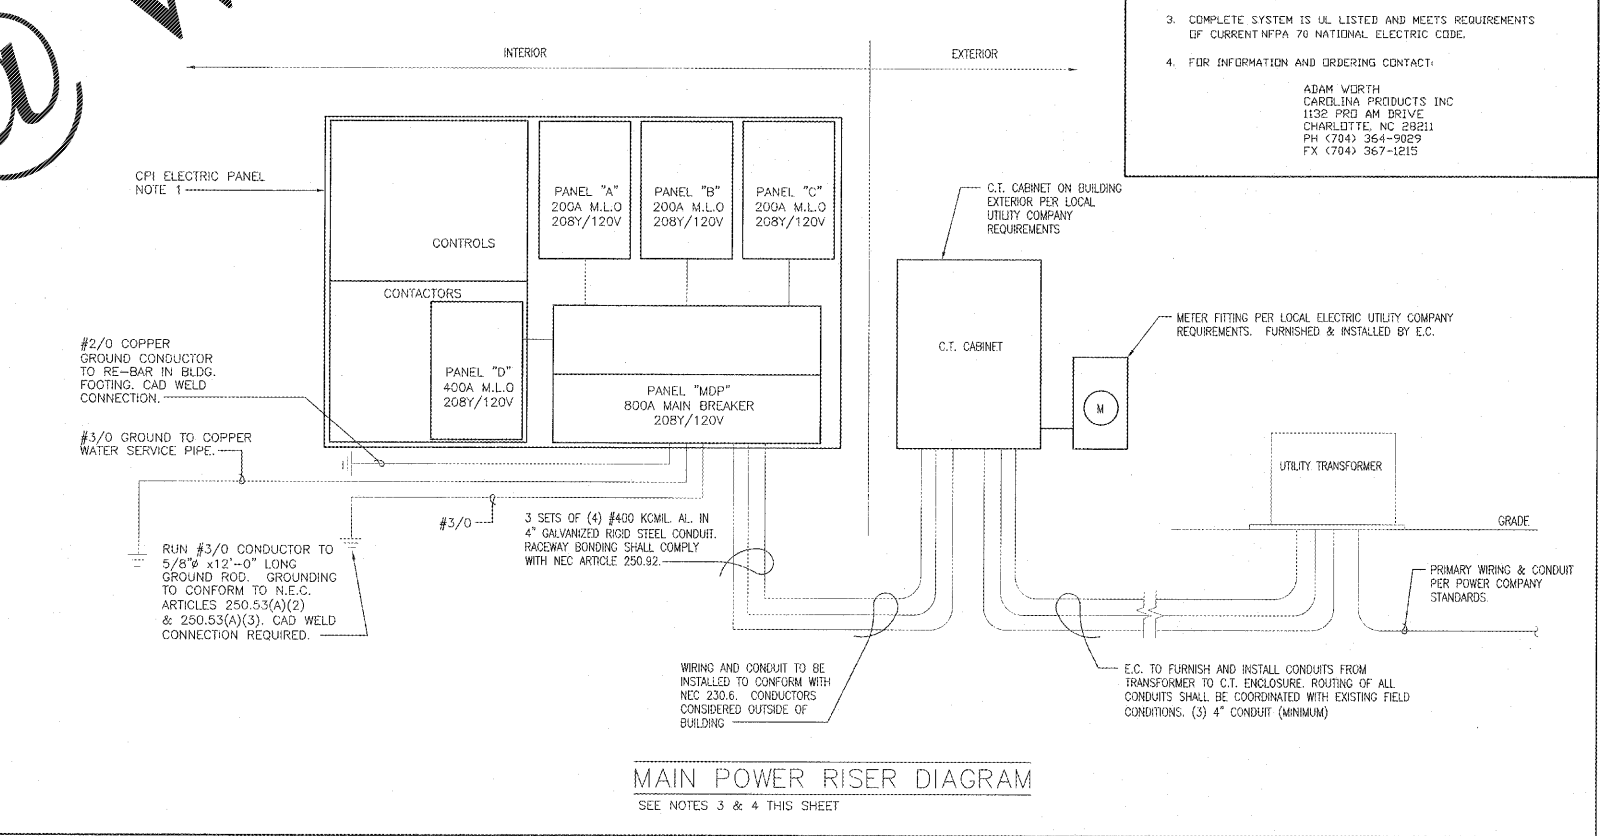 3. COMPLETE SYSTEM IS UL LISTED AND MEETS REQUIREMENTS
OF CURRENT NFPA 70 NATIONAL ELECTRIC CODE.
4. FOR INFORMATION AND ORDERING CONTACT:
ADAM WORTH
CAROLINA PRODUCTS INC
1132 PRO AM DRIVE
CHARLOTTE, NC 28211
PH (704) 364-9029
FX (704) 367-1215
INTERIOR
EXTERIOR
CPI ELECTRIC PANEL
NOTE 1
CONTROLS
CONTACTORS
PANEL "A"
200A M.L.O
208Y/120V
PANEL "B"
200A M.L.O
208Y/120V
PANEL "C"
200A M.L.O
208Y/120V
PANEL "D"
400A M.L.O
208Y/120V
PANEL "MDP"
800A MAIN BREAKER
208Y/120V
C.T. CABINET ON BUILDING
EXTERIOR PER LOCAL
UTILITY COMPANY
REQUIREMENTS
C.T. CABINET
METER FITTING PER LOCAL ELECTRIC UTILITY COMPANY
REQUIREMENTS. FURNISHED & INSTALLED BY E.C.
M
#2/0 COPPER
GROUND CONDUCTOR
TO RE-BAR IN BLDG.
FOOTING. CAD WELD
CONNECTION.
#3/0 GROUND TO COPPER
WATER SERVICE PIPE.
#3/0
RUN #3/0 CONDUCTOR TO
5/8"ø x12'-0" LONG
GROUND ROD. GROUNDING
TO CONFORM TO N.E.C.
ARTICLES 250.53(A)(2)
& 250.53(A)(3). CAD WELD
CONNECTION REQUIRED.
3 SETS OF (4) #400 KCMIL. AL. IN
4" GALVANIZED RIGID STEEL CONDUIT.
RACEWAY BONDING SHALL COMPLY
WITH NEC ARTICLE 250.92.
UTILITY TRANSFORMER
GRADE
PRIMARY WIRING & CONDUIT
PER POWER COMPANY
STANDARDS.
WIRING AND CONDUIT TO BE
INSTALLED TO CONFORM WITH
NEC 230.6. CONDUCTORS
CONSIDERED OUTSIDE OF
BUILDING
E.C. TO FURNISH AND INSTALL CONDUITS FROM
TRANSFORMER TO C.T. ENCLOSURE. ROUTING OF ALL
CONDUITS SHALL BE COORDINATED WITH EXISTING FIELD
CONDITIONS. (3) 4" CONDUIT (MINIMUM)
MAIN POWER RISER DIAGRAM
SEE NOTES 3 & 4 THIS SHEET